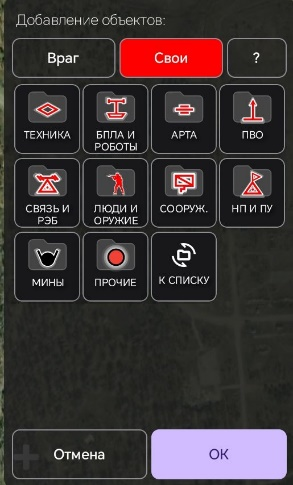 Добавление объектов:
Враг Свои ?
ТЕХНИКА БПЛА И РОБОТЫ АРТА ПВО
СВЯЗЬ И РЭБ ЛЮДИ И ОРУЖИЕ СООРУЖ. НП И ПУ
МИНЫ ПРОЧИЕ К СПИСКУ
Отмена ОК